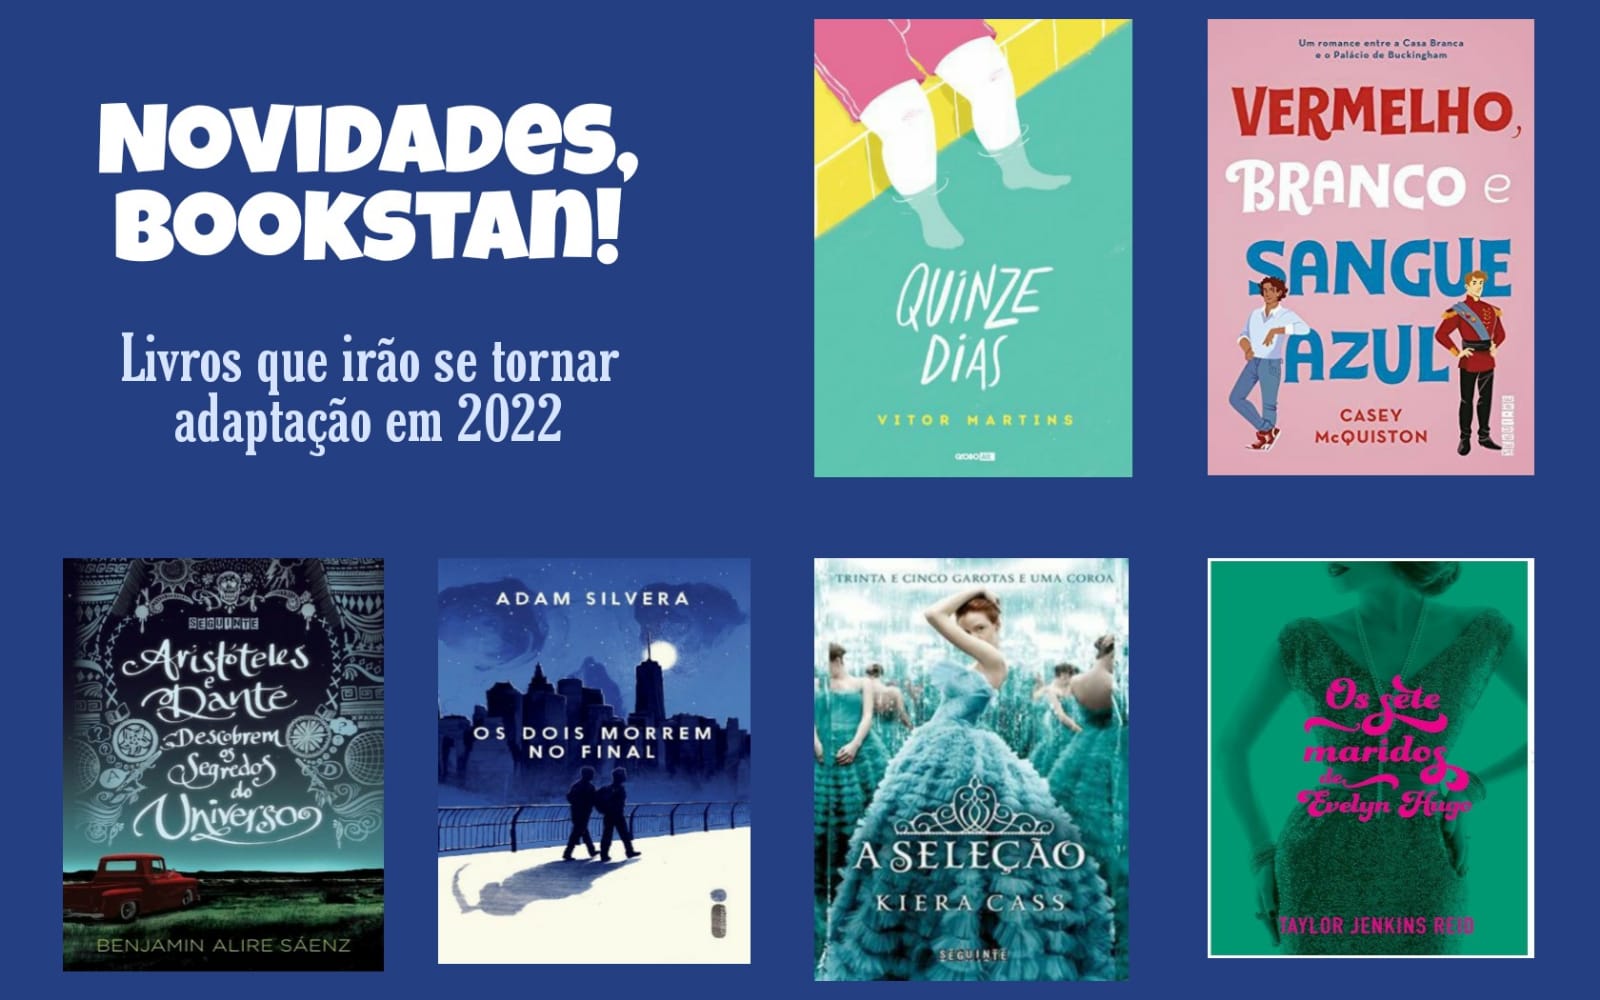 NOVIDADES,
BOOKSTAN!
Livros que irão se tornar
adaptação em 2022
QUINZE
DIAS
VITOR MARTINS
GLOBO Alt
Um romance entre a Casa Branca
e o Palácio de Buckingham
VERMELHO,
BRANCO e
SANGUE
AZUL
CASEY
McQUISTON
SEGUINTE
SEGUINTE
Aristóteles
e
Dante
Descobrem
os
Segredos
do
Universo
BENJAMIN ALIRE SÁENZ
ADAM SILVERA
OS DOIS MORREM
NO FINAL
TRINTA E CINCO GAROTAS E UMA COROA
A SELEÇÃO
KIERA CASS
SEGUINTE
Os sete
maridos
de
Evelyn Hugo
TAYLOR JENKINS REID